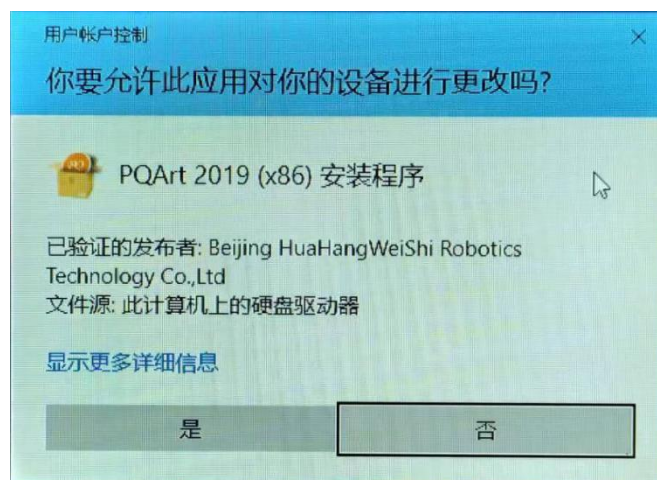 用户帐户控制
你要允许此应用对你的设备进行更改吗?
PQArt 2019 (x86) 安装程序
已验证的发布者: Beijing HuaHangWeiShi Robotics
Technology Co.,Ltd
文件源: 此计算机上的硬盘驱动器
显示更多详细信息
是
否